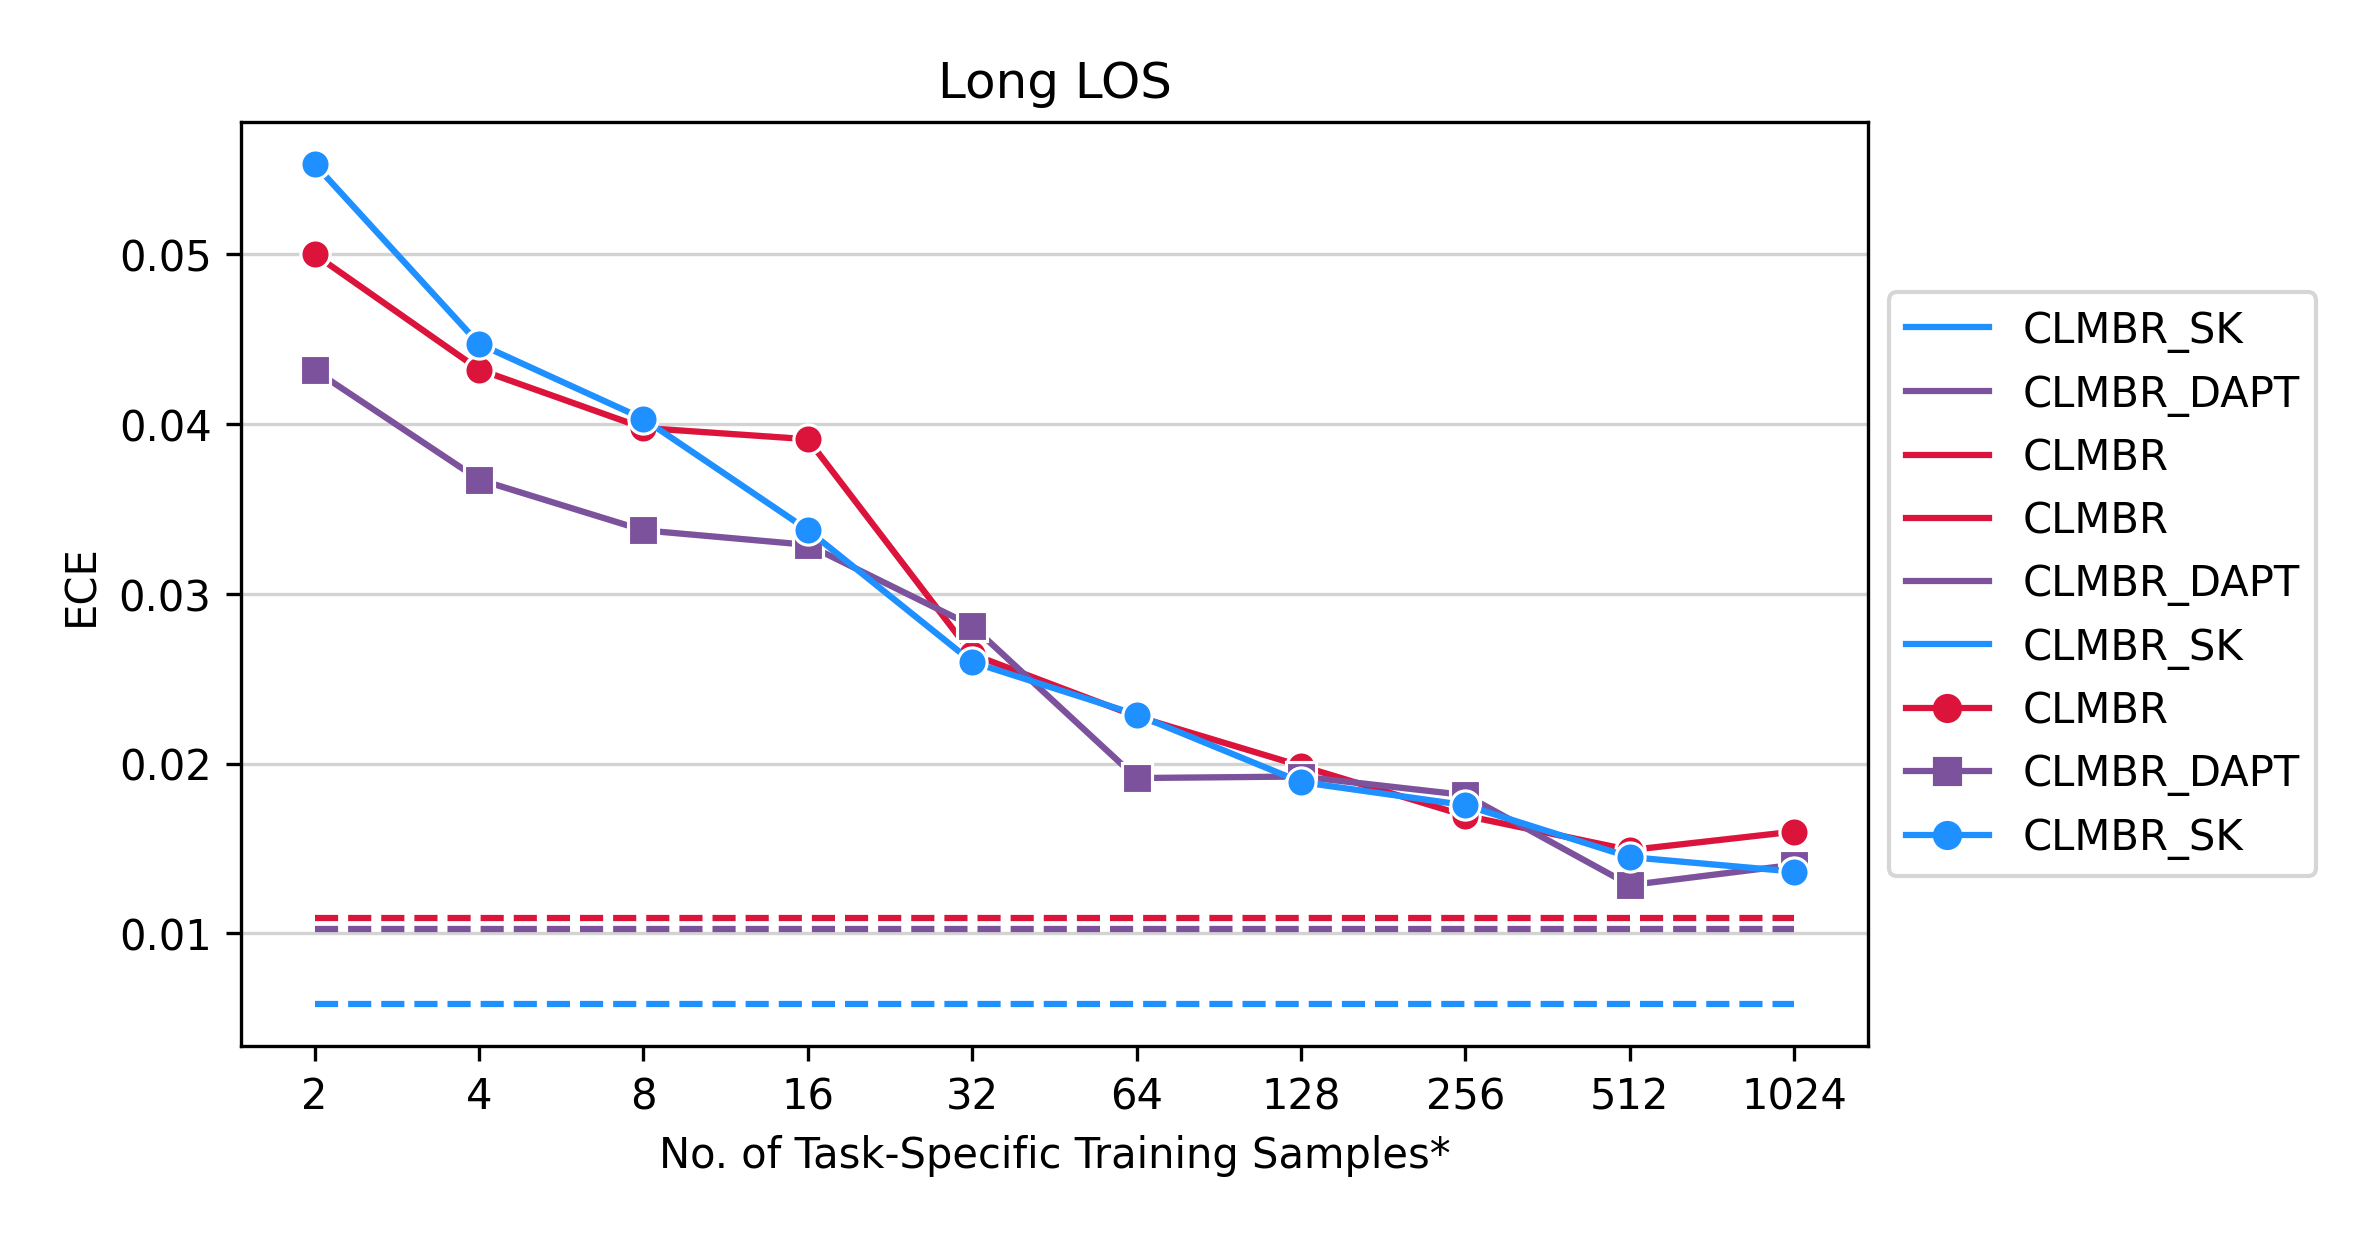 Long LOS
ECE
0.05
0.04
0.03
0.02
0.01
2 4 8 16 32 64 128 256 512 1024
No. of Task-Specific Training Samples*
CLMBR_SK
CLMBR_DAPT
CLMBR
CLMBR
CLMBR_DAPT
CLMBR_SK
CLMBR
CLMBR_DAPT
CLMBR_SK